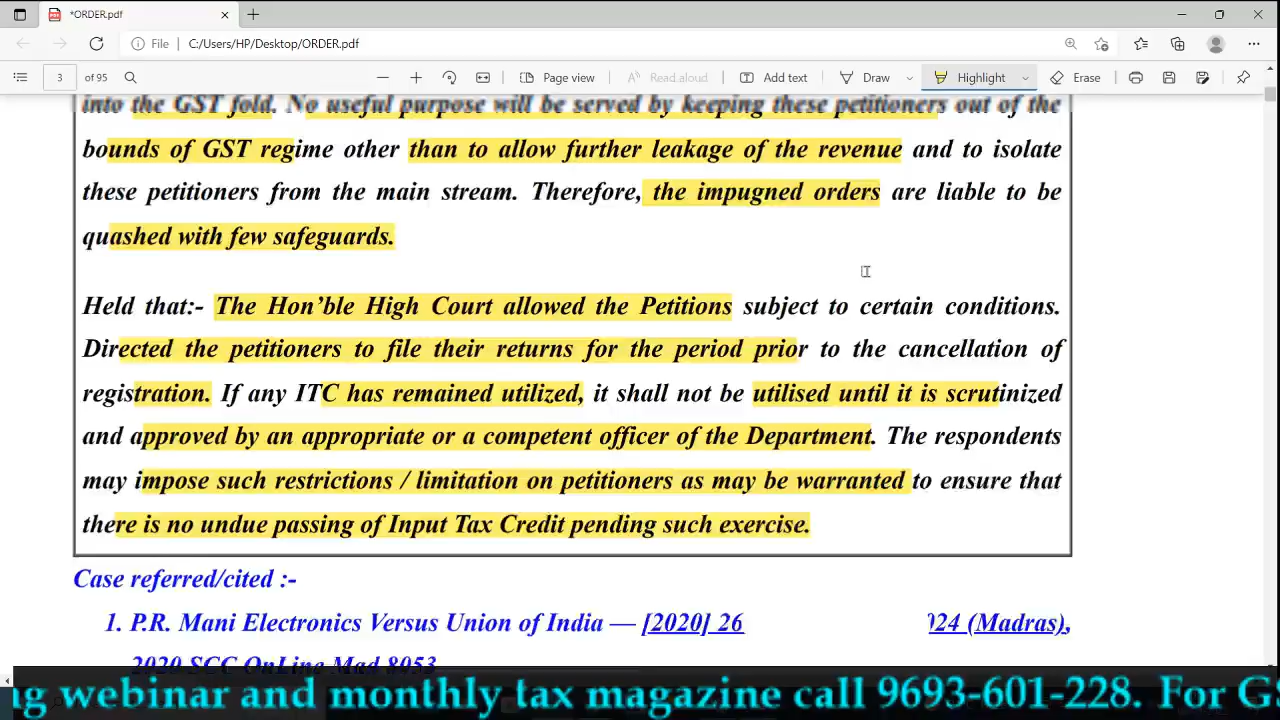 *ORDER.pdf
File C:/Users/HP/Desktop/ORDER.pdf
3 of 95 Page view Read aloud Add text Draw Highlight Erase
into the GST fold. No useful purpose will be served by keeping these petitioners out of the
bounds of GST regime other than to allow further leakage of the revenue and to isolate
these petitioners from the main stream. Therefore, the impugned orders are liable to be
quashed with few safeguards.
Held that:- The Hon’ble High Court allowed the Petitions subject to certain conditions.
Directed the petitioners to file their returns for the period prior to the cancellation of
registration. If any ITC has remained utilized, it shall not be utilised until it is scrutinized
and approved by an appropriate or a competent officer of the Department. The respondents
may impose such restrictions / limitation on petitioners as may be warranted to ensure that
there is no undue passing of Input Tax Credit pending such exercise.
Case referred/cited :-
1. P.R. Mani Electronics Versus Union of India — [2020] 26 024 (Madras),
2020 SCC OnLine Mad 8053
ng webinar and monthly tax magazine call 9693-601-228. For GS